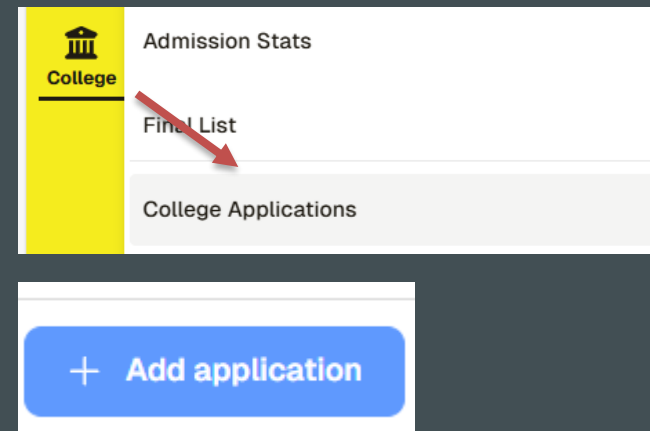 Admission Stats
College
Final List
College Applications
+ Add application